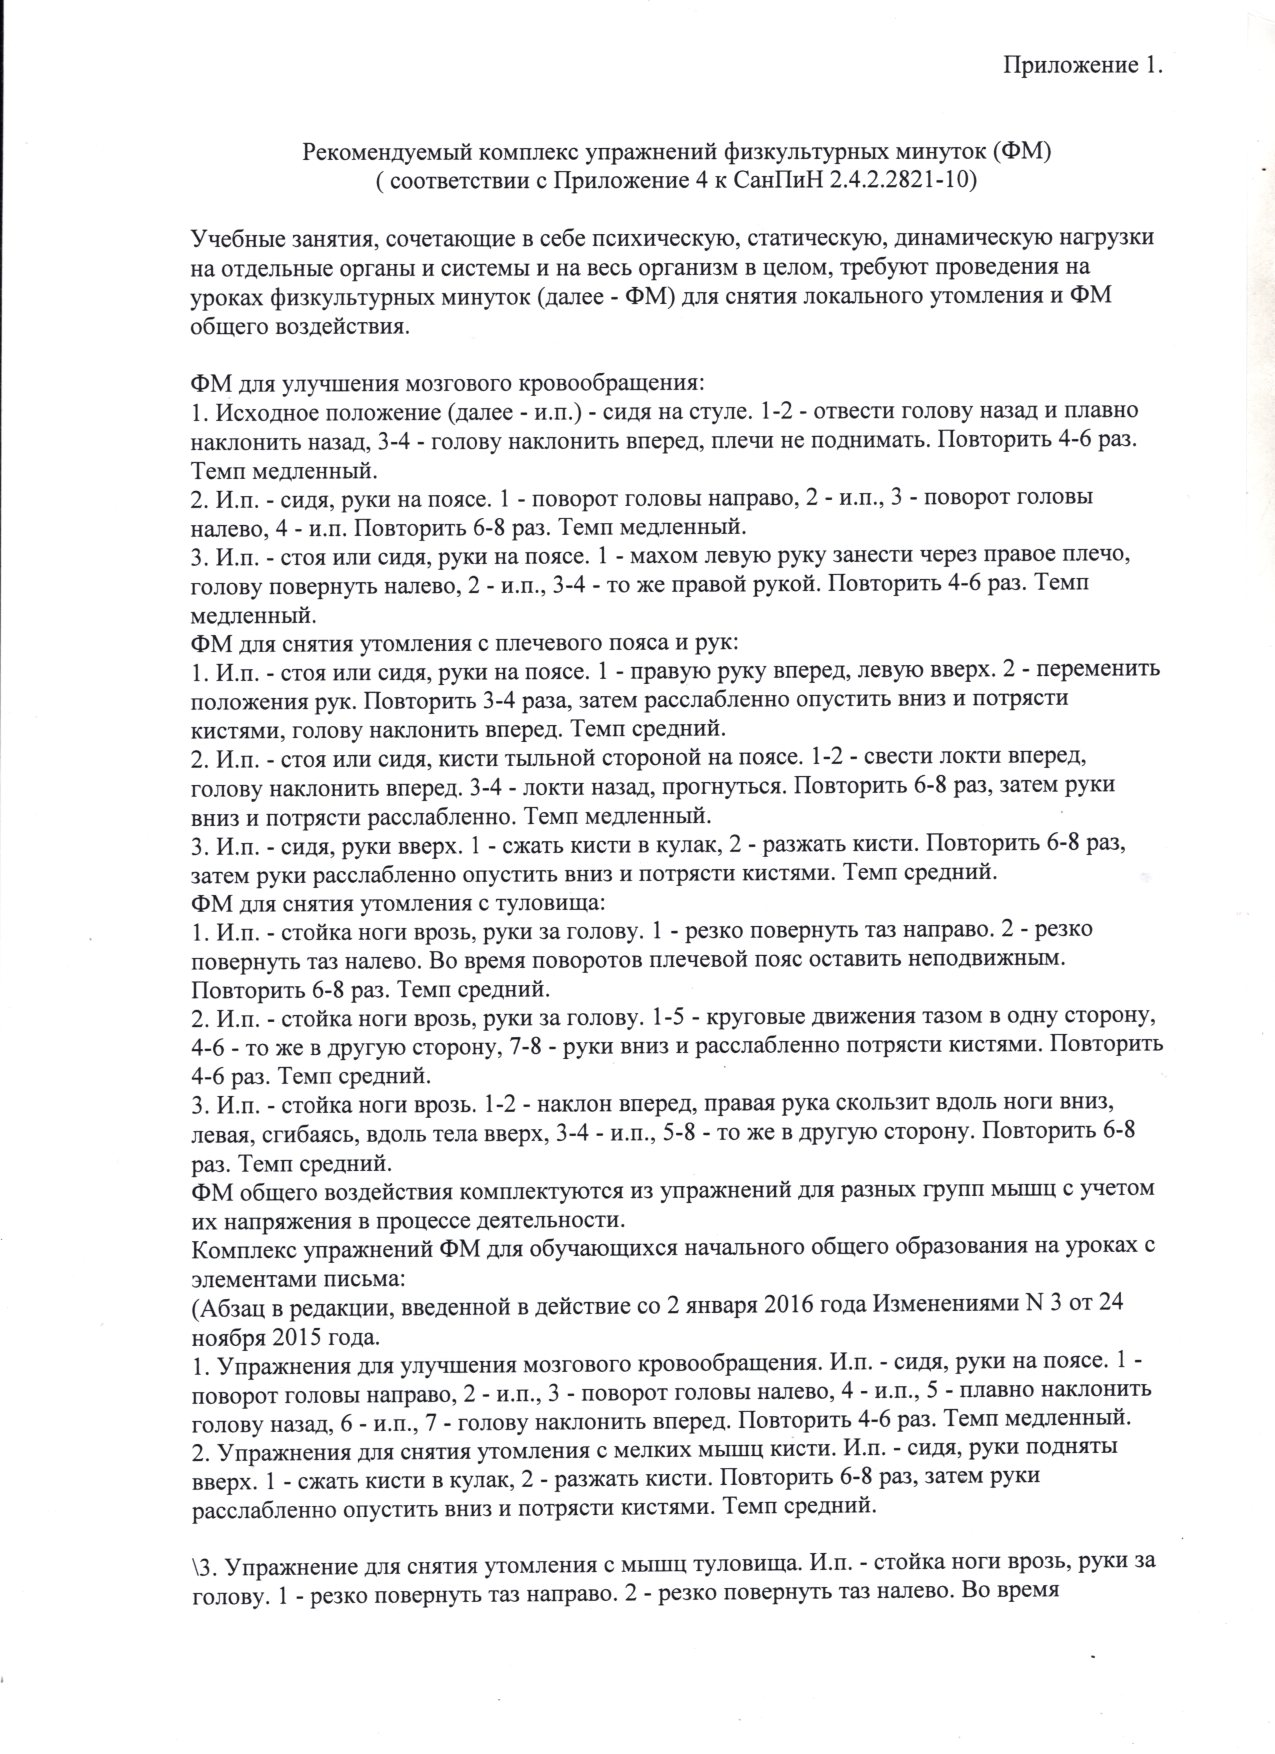 Приложение 1.
Рекомендуемый комплекс упражнений физкультурных минуток (ФМ)
( соответствии с Приложение 4 к СанПиН 2.4.2.2821-10)
Учебные занятия, сочетающие в себе психическую, статическую, динамическую нагрузки
на отдельные органы и системы и на весь организм в целом, требуют проведения на
уроках физкультурных минуток (далее - ФМ) для снятия локального утомления и ФМ
общего воздействия.
ФМ для улучшения мозгового кровообращения:
1. Исходное положение (далее - и.п.) - сидя на стуле. 1-2 - отвести голову назад и плавно
наклонить назад, 3-4 - голову наклонить вперед, плечи не поднимать. Повторить 4-6 раз.
Темп медленный.
2. И.п. - сидя, руки на поясе. 1 - поворот головы направо, 2 - и.п., 3 - поворот головы
налево, 4 - и.п. Повторить 6-8 раз. Темп медленный.
3. И.п. - стоя или сидя, руки на поясе. 1 - махом левую руку занести через правое плечо,
голову повернуть налево, 2 - и.п., 3-4 - то же правой рукой. Повторить 4-6 раз. Темп
медленный.
ФМ для снятия утомления с плечевого пояса и рук:
1. И.п. - стоя или сидя, руки на поясе. 1 - правую руку вперед, левую вверх. 2 - переменить
положения рук. Повторить 3-4 раза, затем расслабленно опустить вниз и потрясти
кистями, голову наклонить вперед. Темп средний.
2. И.п. - стоя или сидя, кисти тыльной стороной на поясе. 1-2 - свести локти вперед,
голову наклонить вперед. 3-4 - локти назад, прогнуться. Повторить 6-8 раз, затем руки
вниз и потрясти расслабленно. Темп медленный.
3. И.п. - сидя, руки вверх. 1 - сжать кисти в кулак, 2 - разжать кисти. Повторить 6-8 раз,
затем руки расслабленно опустить вниз и потрясти кистями. Темп средний.
ФМ для снятия утомления с туловища:
1. И.п. - стойка ноги врозь, руки за голову. 1 - резко повернуть таз направо. 2 - резко
повернуть таз налево. Во время поворотов плечевой пояс оставить неподвижным.
Повторить 6-8 раз. Темп средний.
2. И.п. - стойка ноги врозь, руки за голову. 1-5 - круговые движения тазом в одну сторону,
4-6 - то же в другую сторону, 7-8 - руки вниз и расслабленно потрясти кистями. Повторить
4-6 раз. Темп средний.
3. И.п. - стойка ноги врозь. 1-2 - наклон вперед, правая рука скользит вдоль ноги вниз,
левая, сгибаясь, вдоль тела вверх, 3-4 - и.п., 5-8 - то же в другую сторону. Повторить 6-8
раз. Темп средний.
ФМ общего воздействия комплектуются из упражнений для разных групп мышц с учетом
их напряжения в процессе деятельности.
Комплекс упражнений ФМ для обучающихся начального общего образования на уроках с
элементами письма:
(Абзац в редакции, введенной в действие со 2 января 2016 года Изменениями N 3 от 24
ноября 2015 года.
1. Упражнения для улучшения мозгового кровообращения. И.п. - сидя, руки на поясе. 1 -
поворот головы направо, 2 - и.п., 3 - поворот головы налево, 4 - и.п., 5 - плавно наклонить
голову назад, 6 - и.п., 7 - голову наклонить вперед. Повторить 4-6 раз. Темп медленный.
2. Упражнения для снятия утомления с мелких мышц кисти. И.п. - сидя, руки подняты
вверх. 1 - сжать кисти в кулак, 2 - разжать кисти. Повторить 6-8 раз, затем руки
расслабленно опустить вниз и потрясти кистями. Темп средний.
\3. Упражнение для снятия утомления с мышц туловища. И.п. - стойка ноги врозь, руки за
голову. 1 - резко повернуть таз направо. 2 - резко повернуть таз налево. Во время